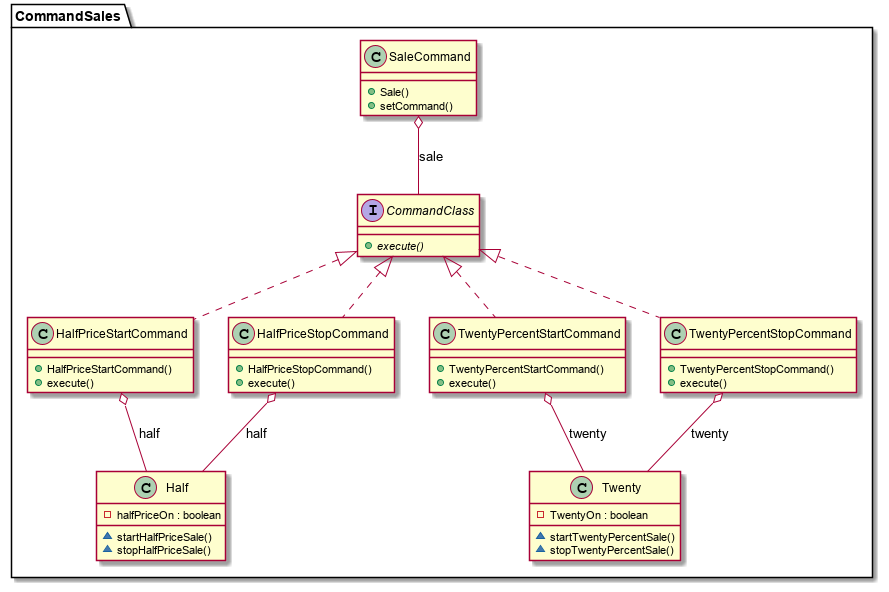 CommandSales
C SaleCommand
Sale()
setCommand()
sale
I CommandClass
execute()
C HalfPriceStartCommand
HalfPriceStartCommand()
execute()
C HalfPriceStopCommand
HalfPriceStopCommand()
execute()
C TwentyPercentStartCommand
TwentyPercentStartCommand()
execute()
C TwentyPercentStopCommand
TwentyPercentStopCommand()
execute()
half
half
twenty
twenty
C Half
halfPriceOn : boolean
startHalfPriceSale()
stopHalfPriceSale()
C Twenty
TwentyOn : boolean
startTwentyPercentSale()
stopTwentyPercentSale()